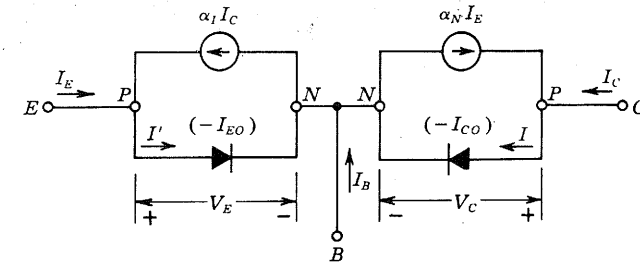 α_I I_C
α_N I_E
I_E
P
N
N
P
I_C
E
(−I_EO)
(−I_CO)
C
I'
I
I_B
V_E
V_C
+
−
−
+
B